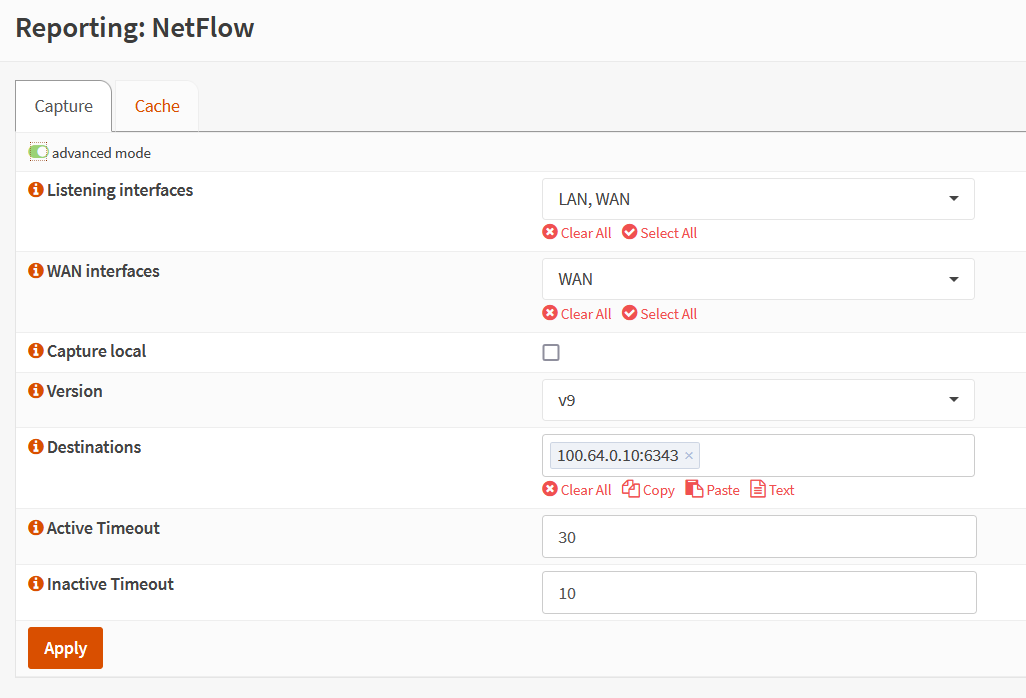 Reporting: NetFlow
Capture
Cache
advanced mode
Listening interfaces
LAN, WAN
Clear All Select All
WAN interfaces
WAN
Clear All Select All
Capture local
Version
v9
Destinations
100.64.0.10:6343 ×
Clear All Copy Paste Text
Active Timeout
30
Inactive Timeout
10
Apply